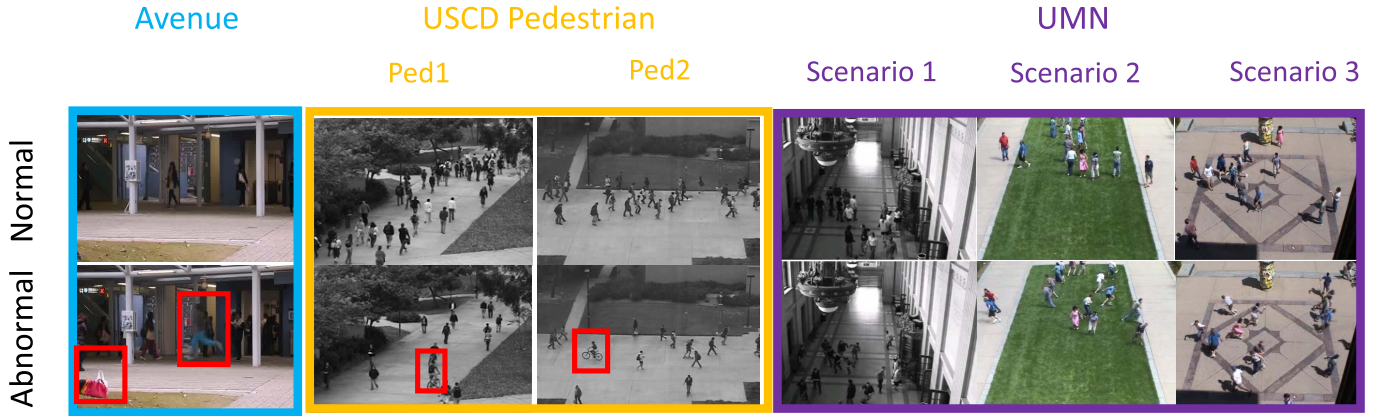 Avenue
USCD Pedestrian
UMN
Ped1
Ped2
Scenario 1
Scenario 2
Scenario 3
Normal
Abnormal